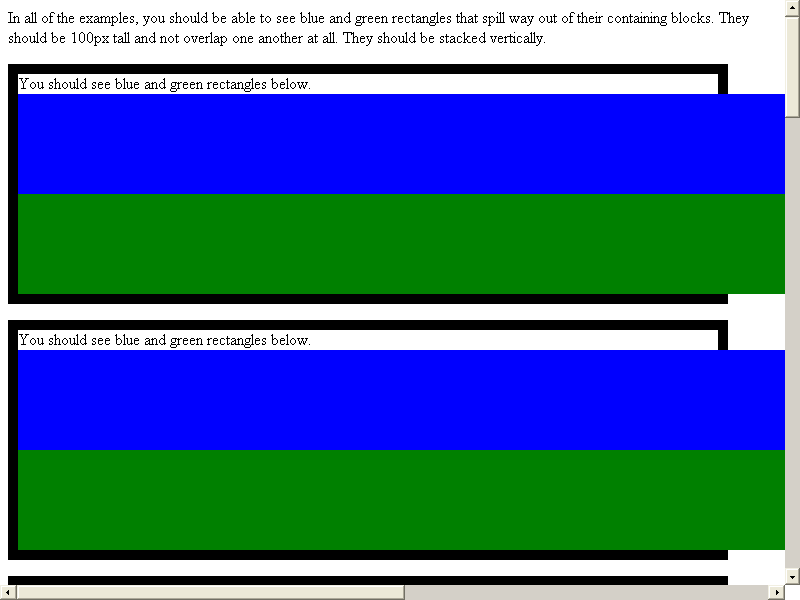 In all of the examples, you should be able to see blue and green rectangles that spill way out of their containing blocks. They
should be 100px tall and not overlap one another at all. They should be stacked vertically.
You should see blue and green rectangles below.
You should see blue and green rectangles below.